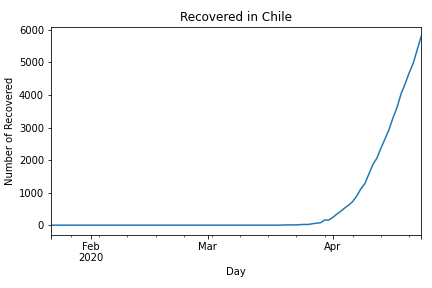 Recovered in Chile
Number of Recovered
6000
5000
4000
3000
2000
1000
0
Feb
2020
Mar
Apr
Day